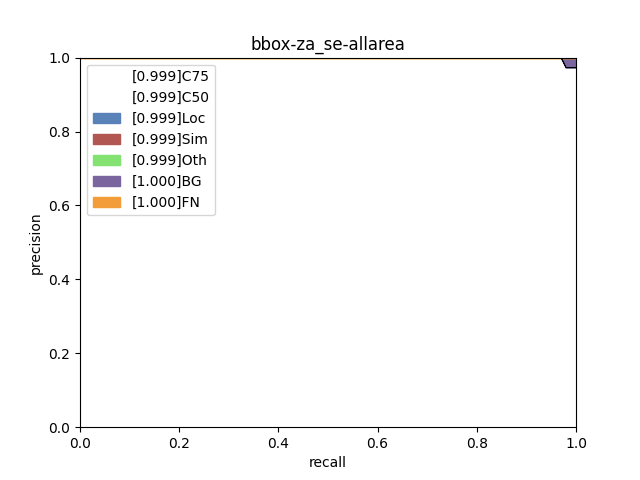 bbox-za_se-allarea
1.0
0.8
0.6
0.4
0.2
0.0
precision
[0.999]C75
[0.999]C50
[0.999]Loc
[0.999]Sim
[0.999]Oth
[1.000]BG
[1.000]FN
0.0 0.2 0.4 0.6 0.8 1.0
recall